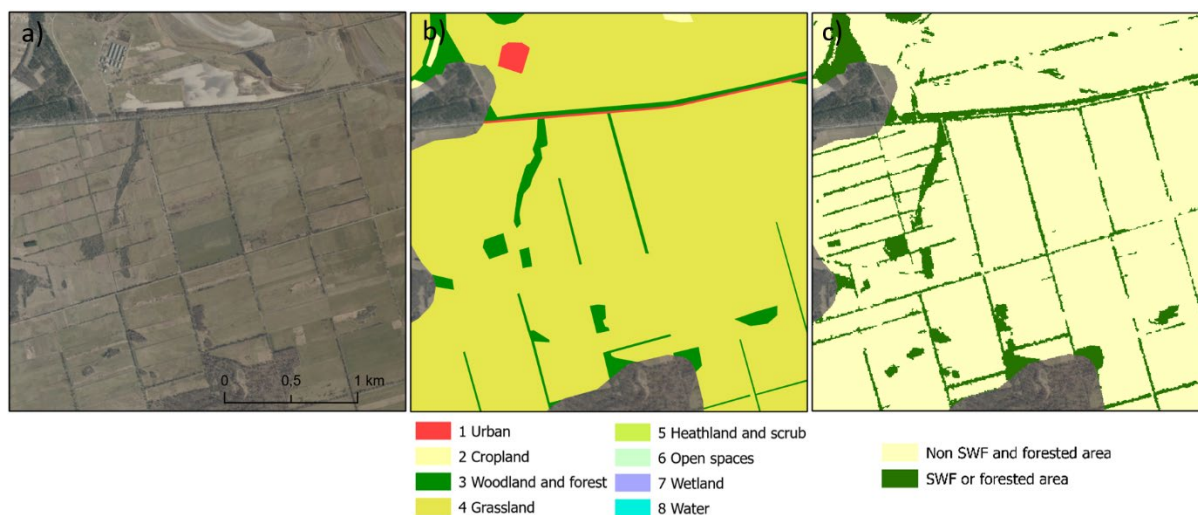 a)
b)
c)
0 0,5 1 km
1 Urban
2 Cropland
3 Woodland and forest
4 Grassland
5 Heathland and scrub
6 Open spaces
7 Wetland
8 Water
Non SWF and forested area
SWF or forested area